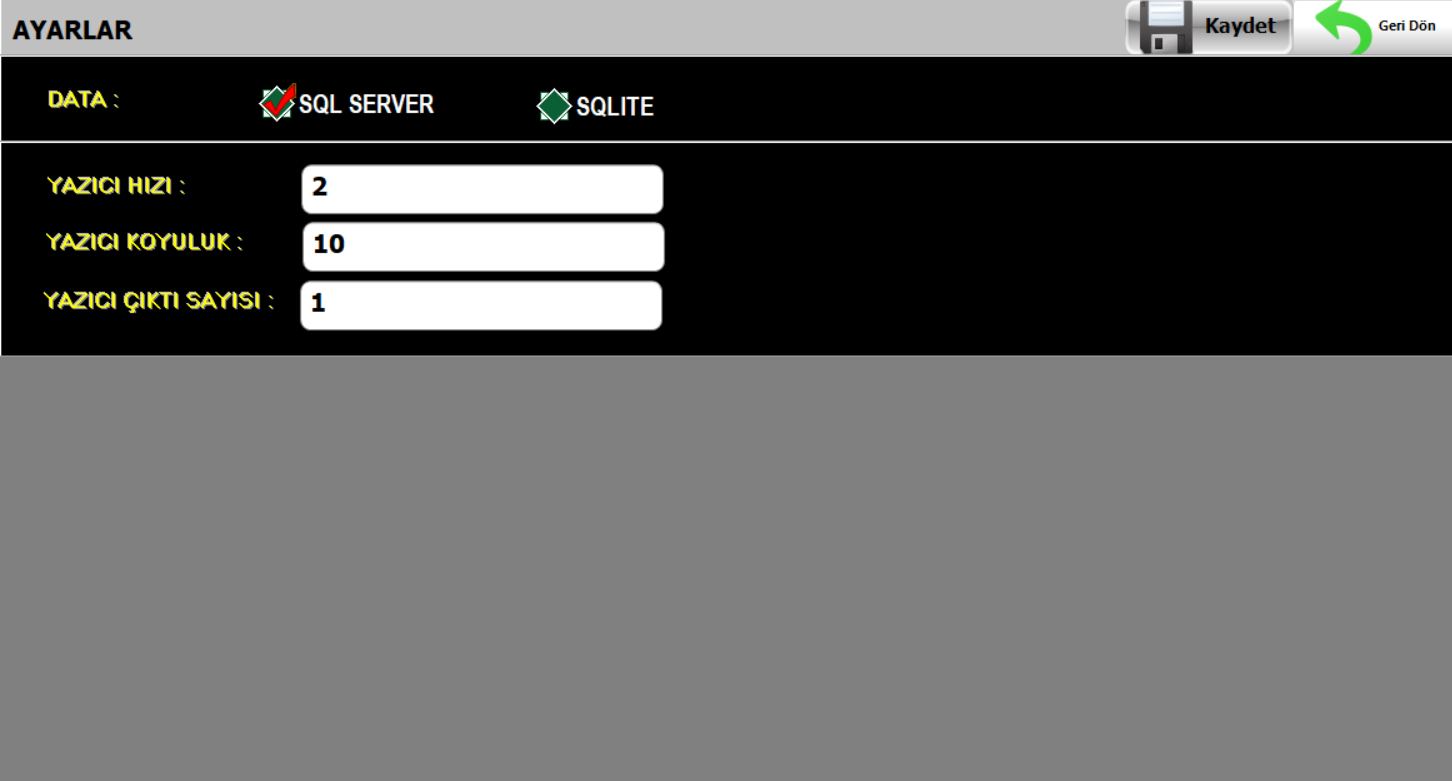 AYARLAR
Kaydet
Geri Dön
DATA :
SQL SERVER
SQLITE
YAZICI HIZI :
2
YAZICI KOYULUK :
10
YAZICI ÇIKTI SAYISI :
1